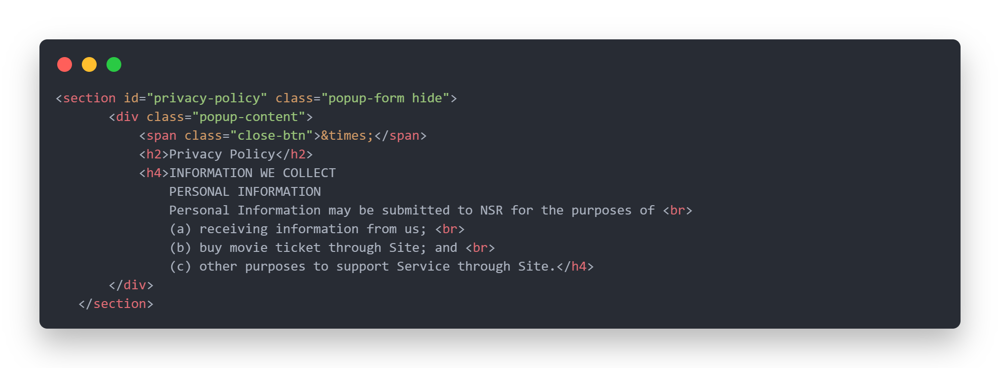 <section id="privacy-policy" class="popup-form hide">
<div class="popup-content">
<span class="close-btn">&times;</span>
<h2>Privacy Policy</h2>
<h4>INFORMATION WE COLLECT
PERSONAL INFORMATION
Personal Information may be submitted to NSR for the purposes of <br>
(a) receiving information from us; <br>
(b) buy movie ticket through Site; and <br>
(c) other purposes to support Service through Site.</h4>
</div>
</section>